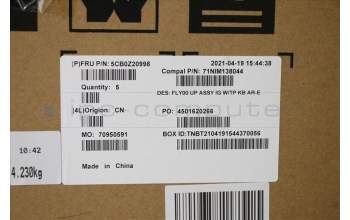 [P]FRU P/N: 5CB0Z20998
2021-04-19 15:44:38
Compal P/N: 71NIM138044
Quantity: 5
DES: FLY00 UP ASSY IG W/TP KB AR-E
[4L]Origion: CN
PO: 4501620266
MO: 70950591
BOX ID: TNBT2104191544370056
Made in
China
10:42
4.230kg